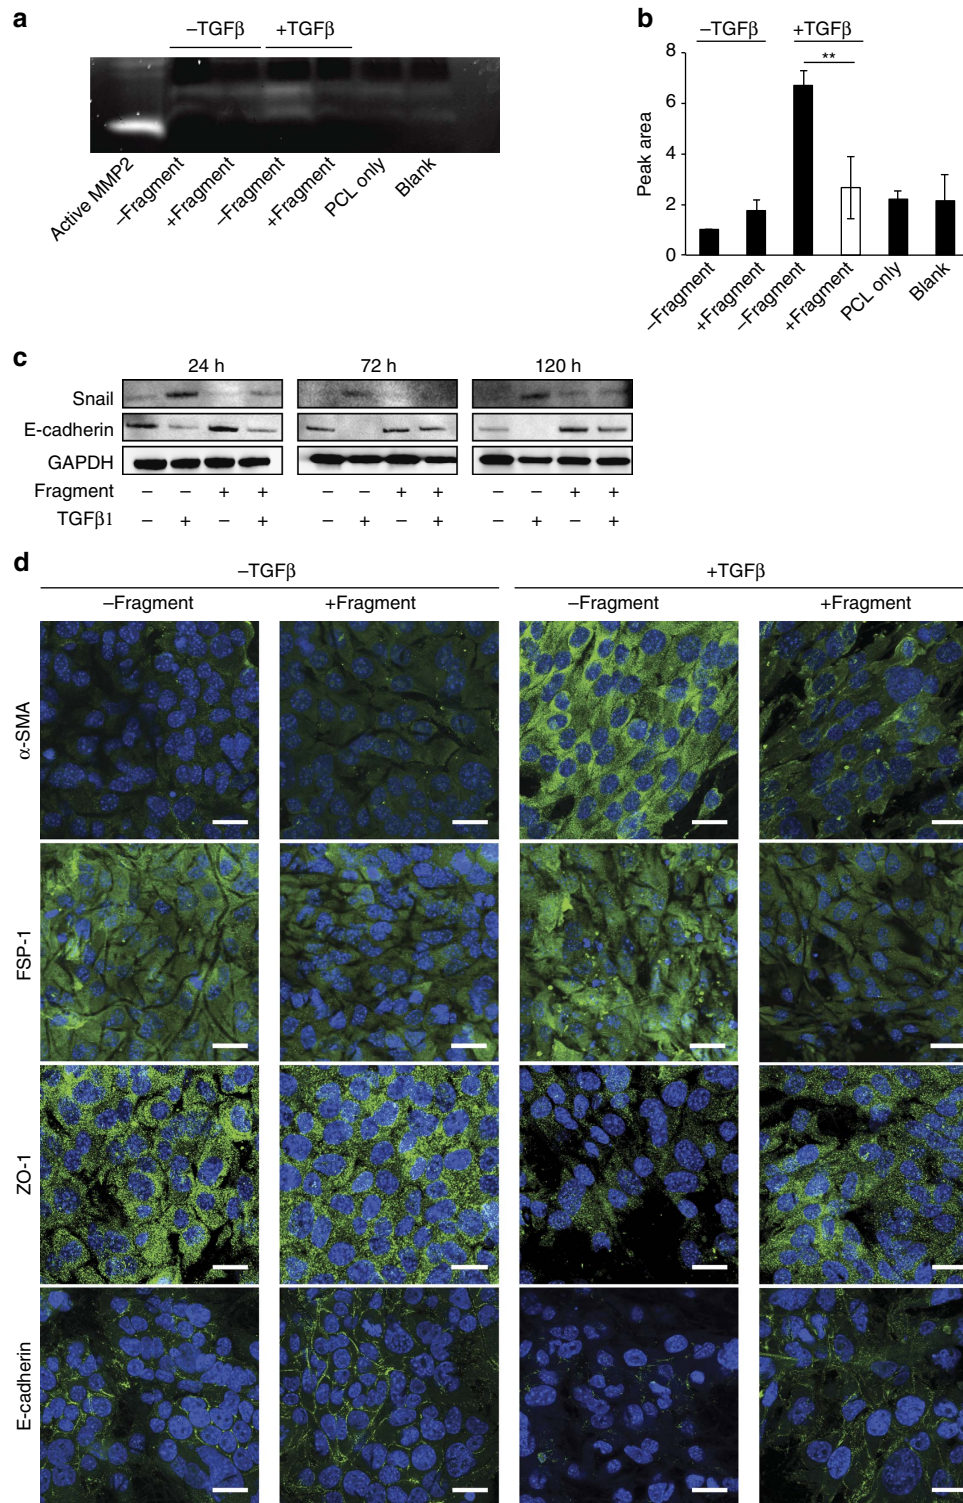 a
–TGFβ +TGFβ
Active MMP2
–Fragment
+Fragment
–Fragment
+Fragment
PCL only
Blank
b
–TGFβ +TGFβ
**
8
6
4
2
0
Peak area
–Fragment
+Fragment
–Fragment
+Fragment
PCL only
Blank
c
24 h 72 h 120 h
Snail
E-cadherin
GAPDH
Fragment – – + + – – + + – – + +
TGFβ1 – + – + – + – + – + – +
d
–TGFβ +TGFβ
–Fragment +Fragment –Fragment +Fragment
α-SMA
FSP-1
ZO-1
E-cadherin